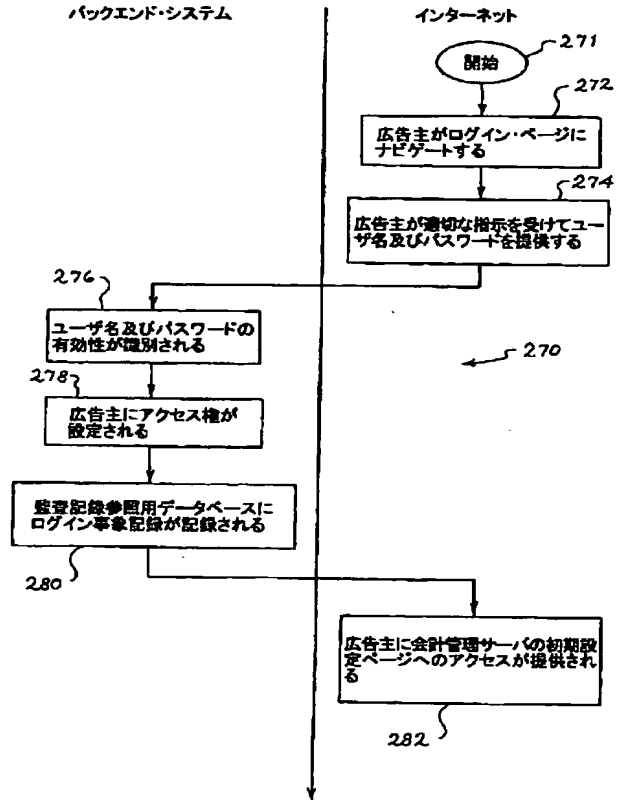 バックエンド・システム
インターネット
開始
271
272
広告主がログイン・ページに
ナビゲートする
274
広告主が適切な指示を受けてユー
ザ名及びパスワードを提供する
276
ユーザ名及びパスワードの
有効性が識別される
270
278
広告主にアクセス権が
設定される
監査記録参照用データベースに
ログイン事象記録が記録される
280
広告主に会計管理サーバの初期設
定ページへのアクセスが提供され
る
282